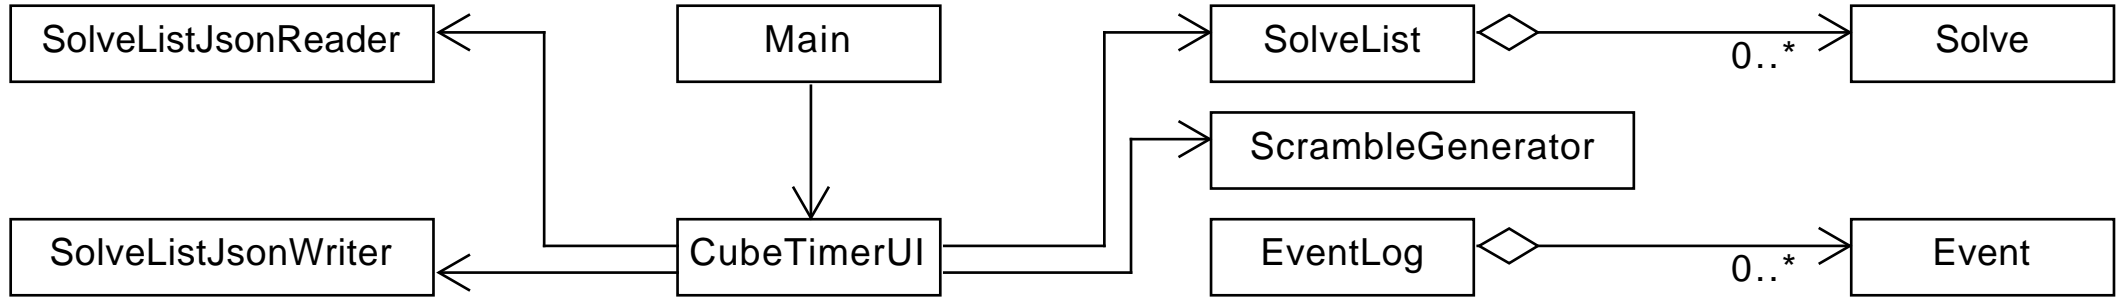 SolveListJsonReader
Main
SolveList
0..*
Solve
ScrambleGenerator
SolveListJsonWriter
CubeTimerUI
EventLog
0..*
Event